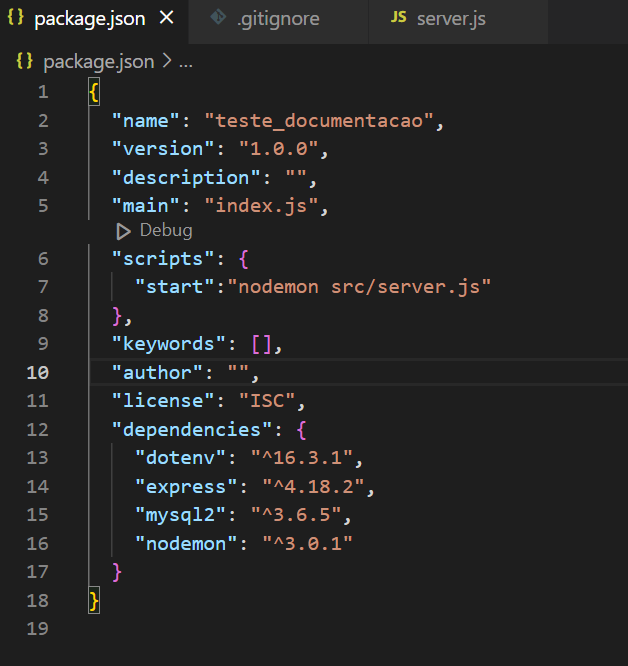 {} package.json × .gitignore JS server.js
{} package.json > ...
1 {
2 "name": "teste_documentacao",
3 "version": "1.0.0",
4 "description": "",
5 "main": "index.js",
Debug
6 "scripts": {
7 "start":"nodemon src/server.js"
8 },
9 "keywords": [],
10 "author": "",
11 "license": "ISC",
12 "dependencies": {
13 "dotenv": "^16.3.1",
14 "express": "^4.18.2",
15 "mysql2": "^3.6.5",
16 "nodemon": "^3.0.1"
17 }
18 }
19